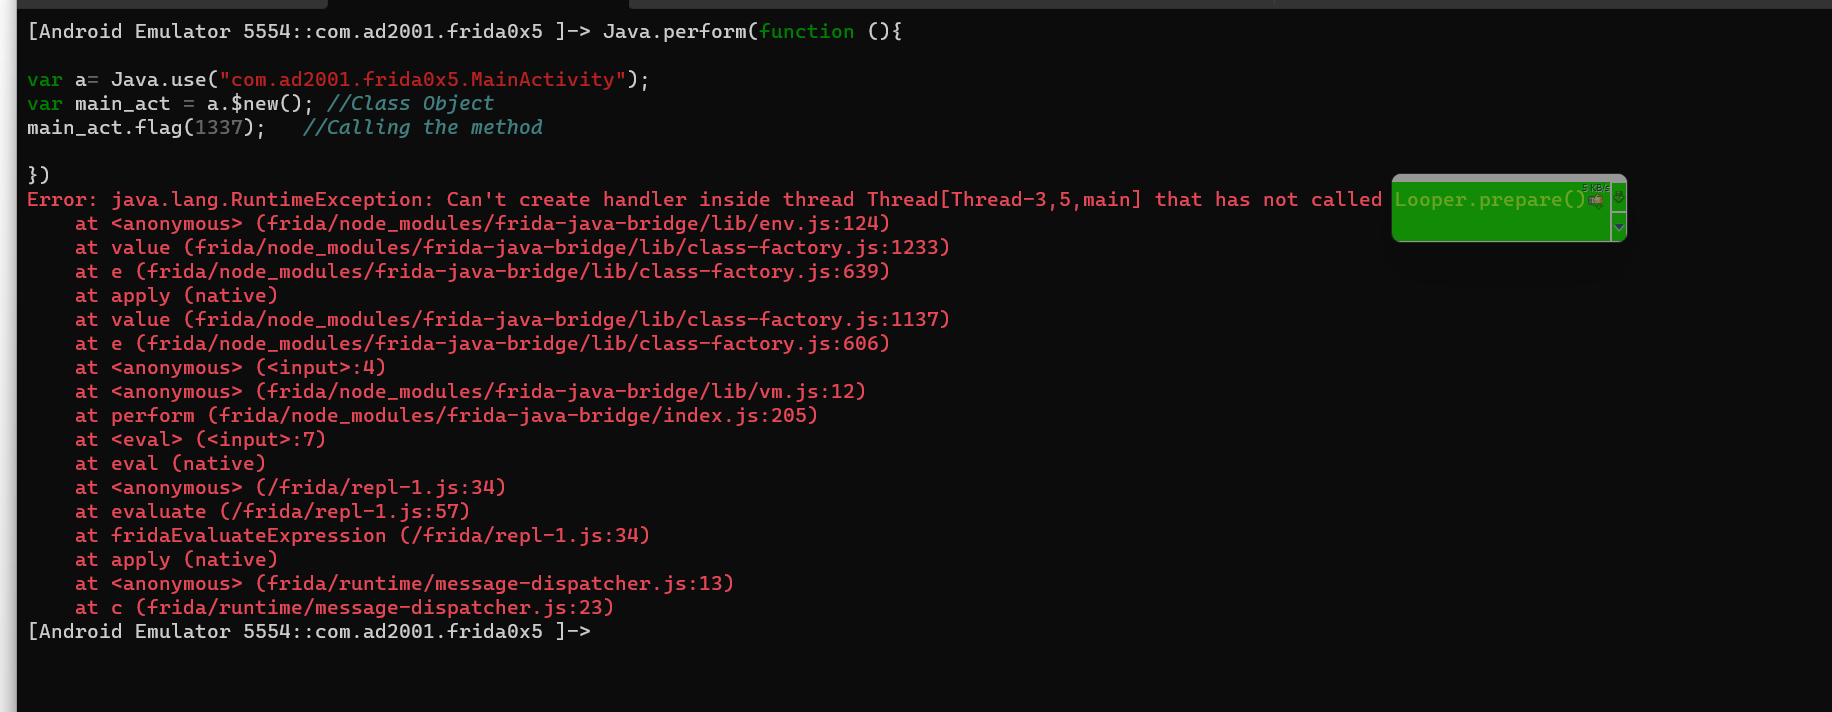 [Android Emulator 5554::com.ad2001.frida0x5 ]-> Java.perform(function (){
var a= Java.use("com.ad2001.frida0x5.MainActivity");
var main_act = a.$new(); //Class Object
main_act.flag(1337);   //Calling the method
})
Error: java.lang.RuntimeException: Can't create handler inside thread Thread[Thread-3,5,main] that has not called Looper.prepare()
5 KB/s
    at <anonymous> (frida/node_modules/frida-java-bridge/lib/env.js:124)
    at value (frida/node_modules/frida-java-bridge/lib/class-factory.js:1233)
    at e (frida/node_modules/frida-java-bridge/lib/class-factory.js:639)
    at apply (native)
    at value (frida/node_modules/frida-java-bridge/lib/class-factory.js:1137)
    at e (frida/node_modules/frida-java-bridge/lib/class-factory.js:606)
    at <anonymous> (<input>:4)
    at <anonymous> (frida/node_modules/frida-java-bridge/lib/vm.js:12)
    at perform (frida/node_modules/frida-java-bridge/index.js:205)
    at <eval> (<input>:7)
    at eval (native)
    at <anonymous> (/frida/repl-1.js:34)
    at evaluate (/frida/repl-1.js:57)
    at fridaEvaluateExpression (/frida/repl-1.js:34)
    at apply (native)
    at <anonymous> (frida/runtime/message-dispatcher.js:13)
    at c (frida/runtime/message-dispatcher.js:23)
[Android Emulator 5554::com.ad2001.frida0x5 ]->